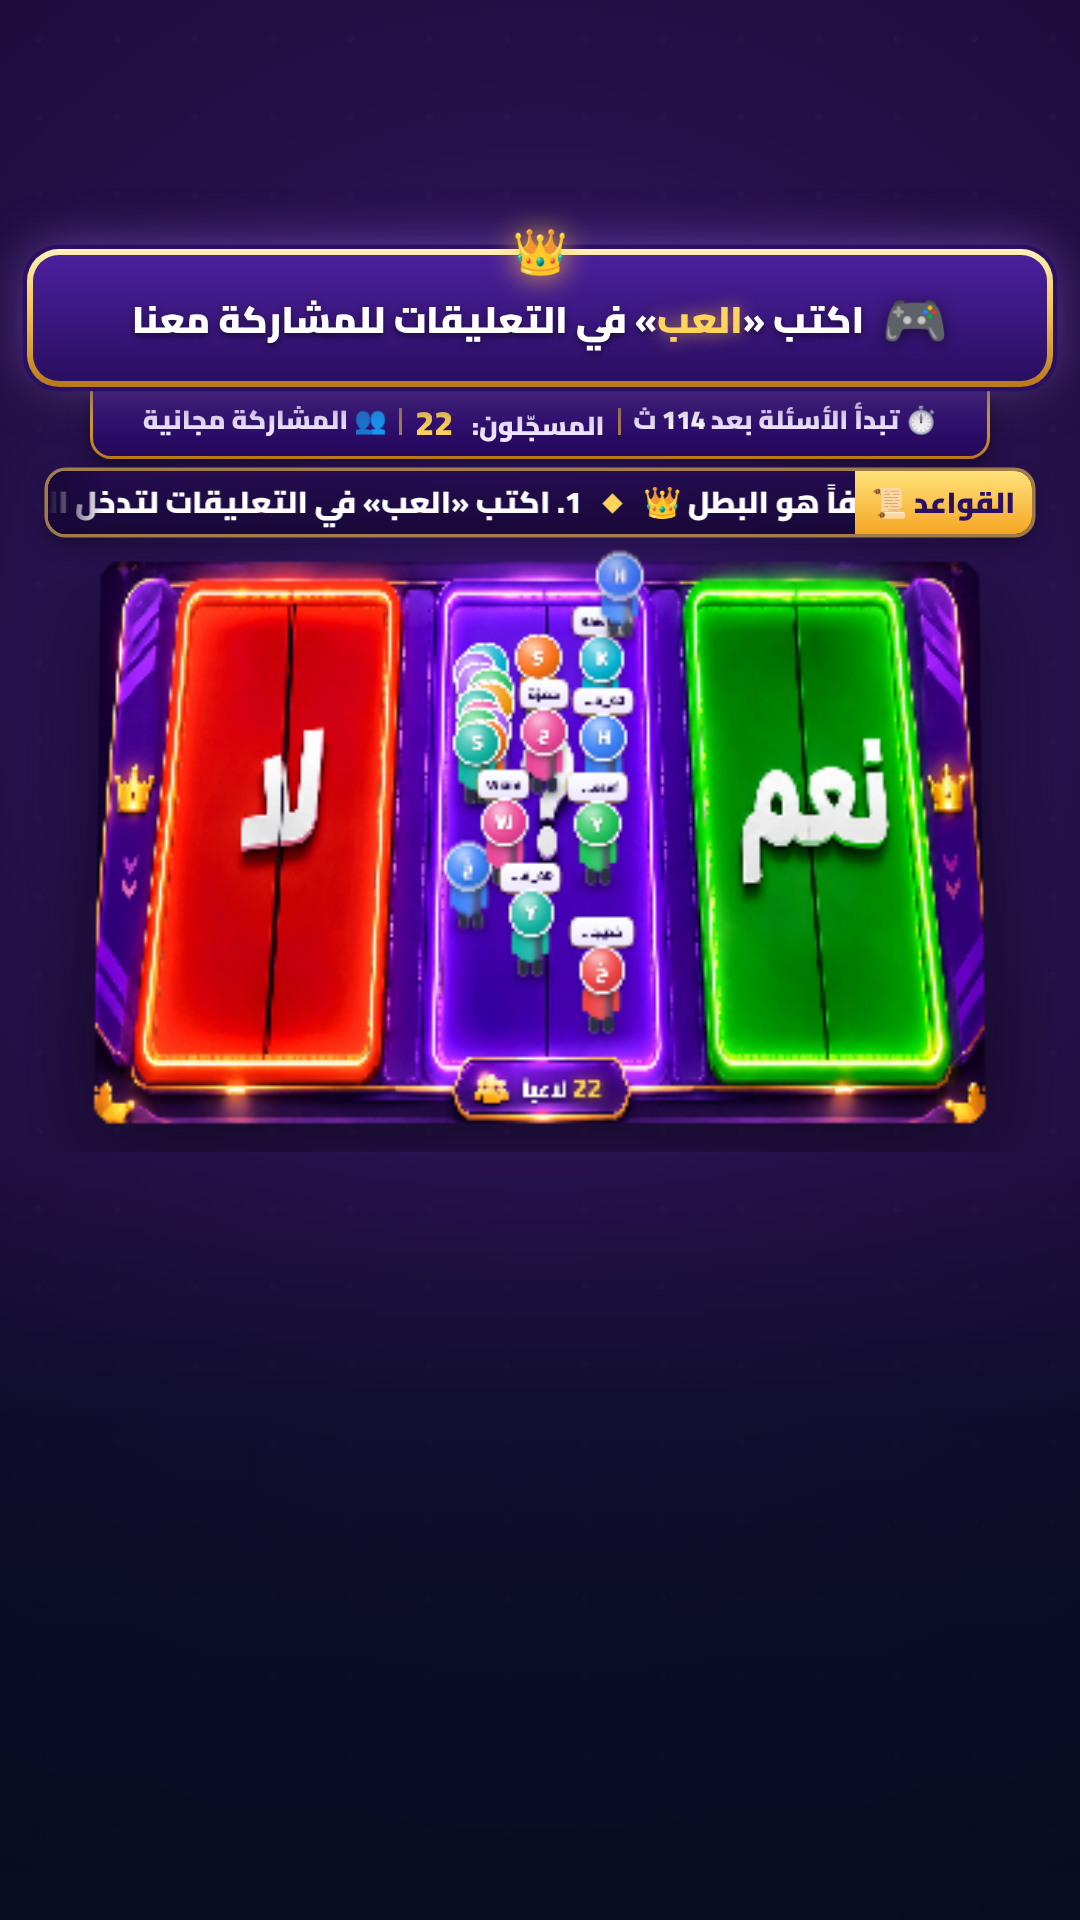 اكتب «العب» في التعليقات للمشاركة معنا
تبدأ الأسئلة بعد 114 ث | المسجّلون: 22 | المشاركة مجانية
القواعد
هو البطل ◆ 1. اكتب «العب» في التعليقات لتدخل
نعم
لا
؟
H
S
K
S
H
W
Y
Y
خ
22 لاعباً